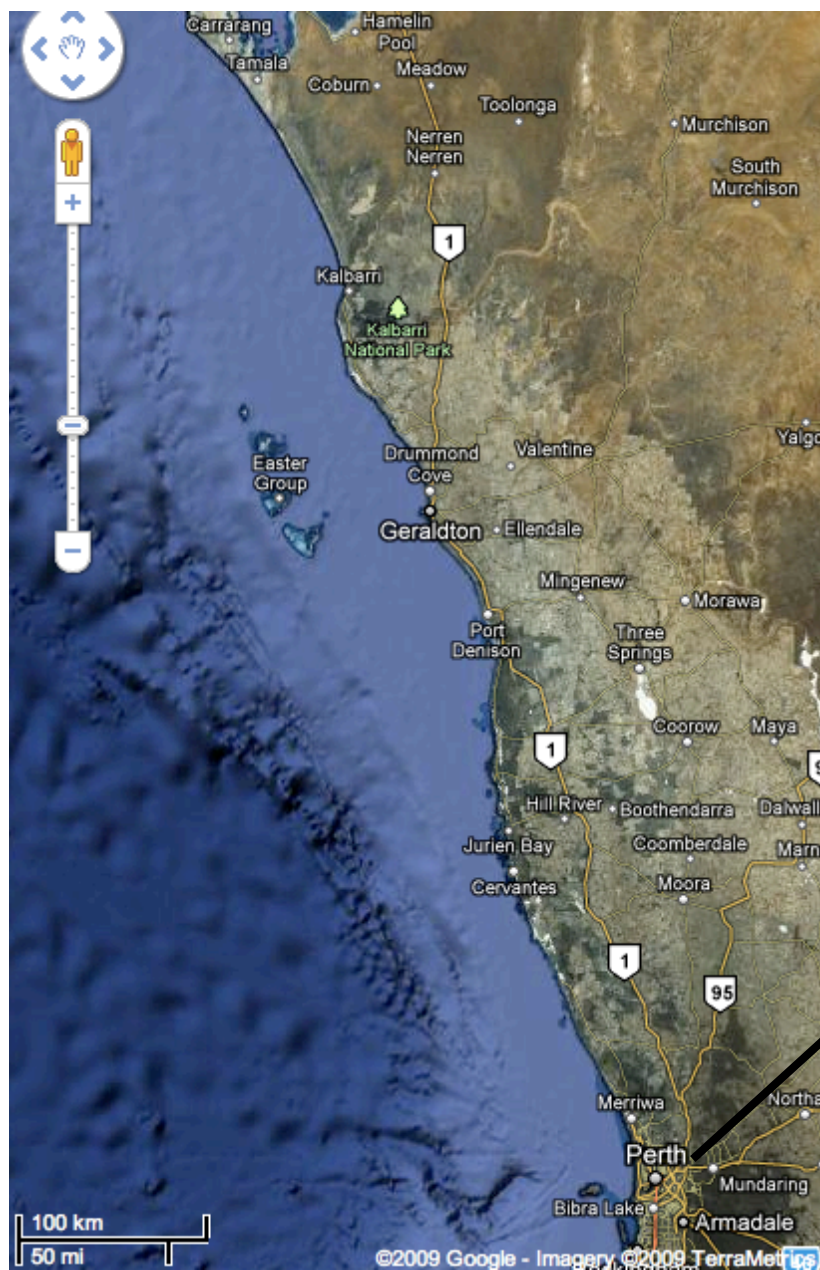 Carrarang
Hamelin
Pool
Tamala
Coburn
Meadow
Toolonga
Murchison
Nerren
Nerren
South
Murchison
1
Kalbarri
Kalbarri
National Park
Yalgo
Drummond
Cove
Valentine
Easter
Group
Geraldton
Ellendale
Mingenew
Morawa
Port
Denison
Three
Springs
Coorow
Maya
1
9
Hill River
Boothendarra
Dalwall
Jurien Bay
Coomberdale
Marn
Cervantes
Moora
1
95
Merriwa
Northa
Perth
Mundaring
Bibra Lake
Armadale
100 km
50 mi
©2009 Google - Imagery ©2009 TerraMetrics